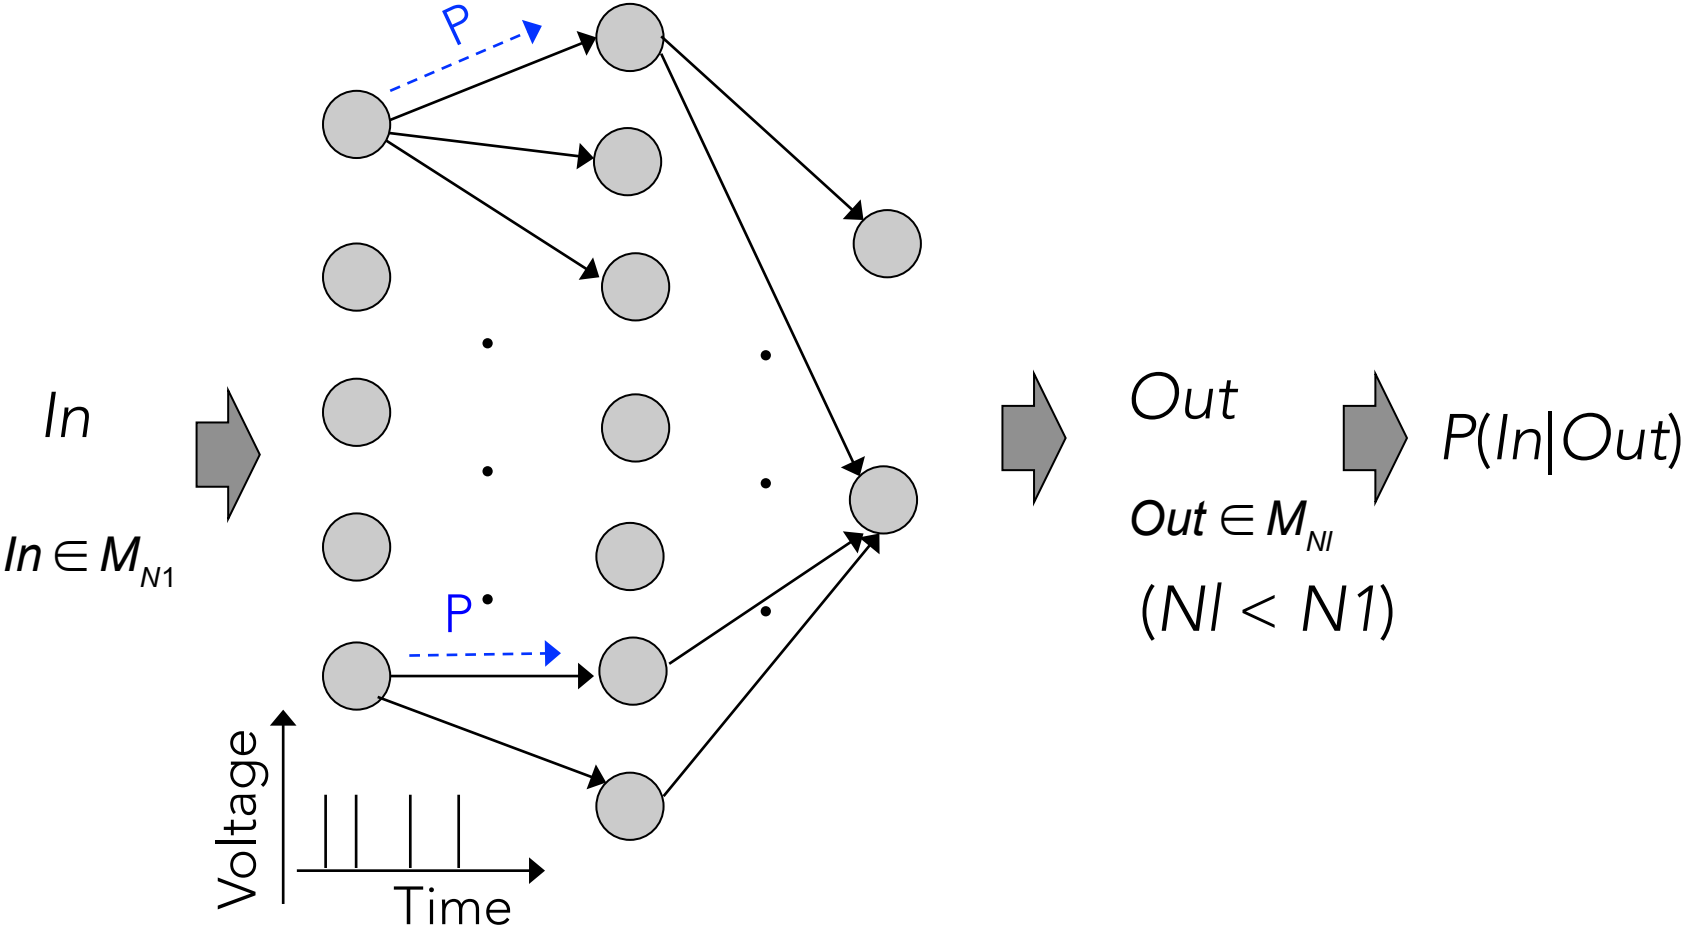 P
In
In ∈ M_N1
P
Voltage
Time
Out
Out ∈ M_Nl
(Nl < N1)
P(In|Out)